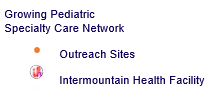 Growing Pediatric
Specialty Care Network
Outreach Sites
Intermountain Health Facility